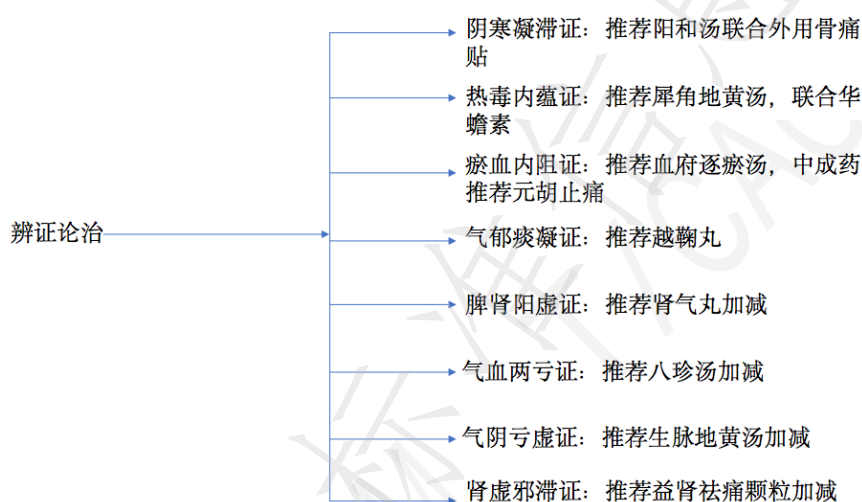 阴寒凝滞证：推荐阳和汤联合外用骨痛
贴
热毒内蕴证：推荐犀角地黄汤，联合华
蟾素
瘀血内阻证：推荐血府逐瘀汤，中成药
推荐元胡止痛
辨证论治
气郁痰凝证：推荐越鞠丸
脾肾阳虚证：推荐肾气丸加减
气血两亏证：推荐八珍汤加减
气阴亏虚证：推荐生脉地黄汤加减
肾虚邪滞证：推荐益肾祛痛颗粒加减